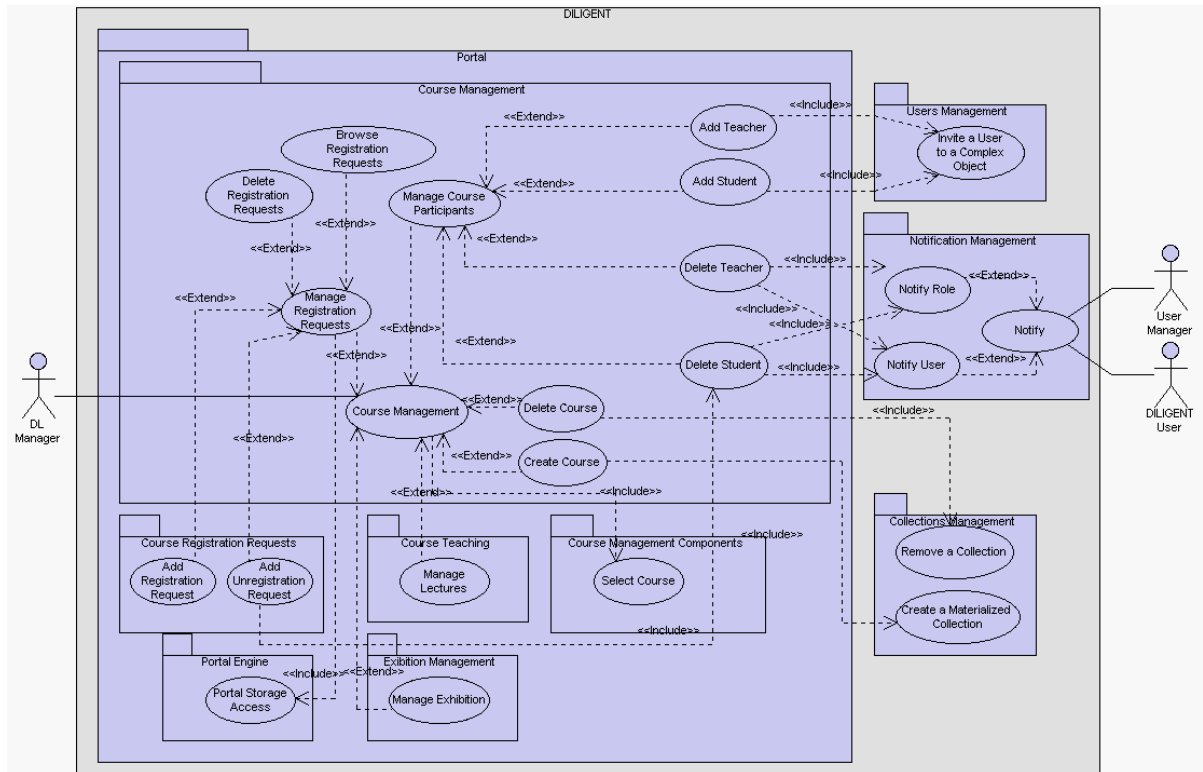 DILIGENT
Portal
Course Management
Users Management
<<Include>>
<<Extend>>
Add Teacher
Invite a User
to a Complex
Object
Browse
Registration
Requests
Delete
Registration
Requests
<<Extend>>
Add Student
<<Include>>
Manage Course
Participants
<<Extend>>
<<Extend>>
<<Extend>>
Notification Management
Delete Teacher
<<Include>>
<<Extend>>
Notify Role
<<Extend>>
Manage
Registration
Requests
<<Include>>
<<Include>>
Notify
User
Manager
<<Extend>>
<<Extend>>
<<Extend>>
Delete Student
<<Include>>
Notify User
<<Extend>>
DL
Manager
DILIGENT
User
Course Management
<<Extend>>
Delete Course
<<Include>>
<<Extend>>
<<Extend>>
Create Course
<<Extend>>
<<Include>>
Collections Management
<<Include>>
Remove a Collection
Course Registration Requests
Course Teaching
Course Management Components
Add
Registration
Request
Add
Unregistration
Request
Manage
Lectures
Select Course
Create a Materialized
Collection
<<Include>>
Portal Engine
Exibition Management
<<Include>>
<<Extend>>
Portal Storage
Access
Manage Exhibition